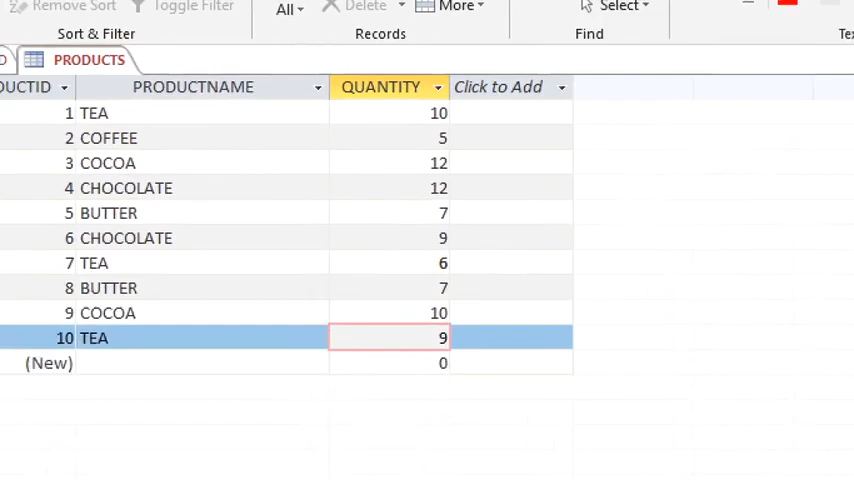 Remove Sort Toggle Filter All Delete More Select
Sort & Filter Records Find Tex
D PRODUCTS
DUCTID PRODUCTNAME QUANTITY Click to Add
1 TEA 10
2 COFFEE 5
3 COCOA 12
4 CHOCOLATE 12
5 BUTTER 7
6 CHOCOLATE 9
7 TEA 6
8 BUTTER 7
9 COCOA 10
10 TEA 9
(New) 0